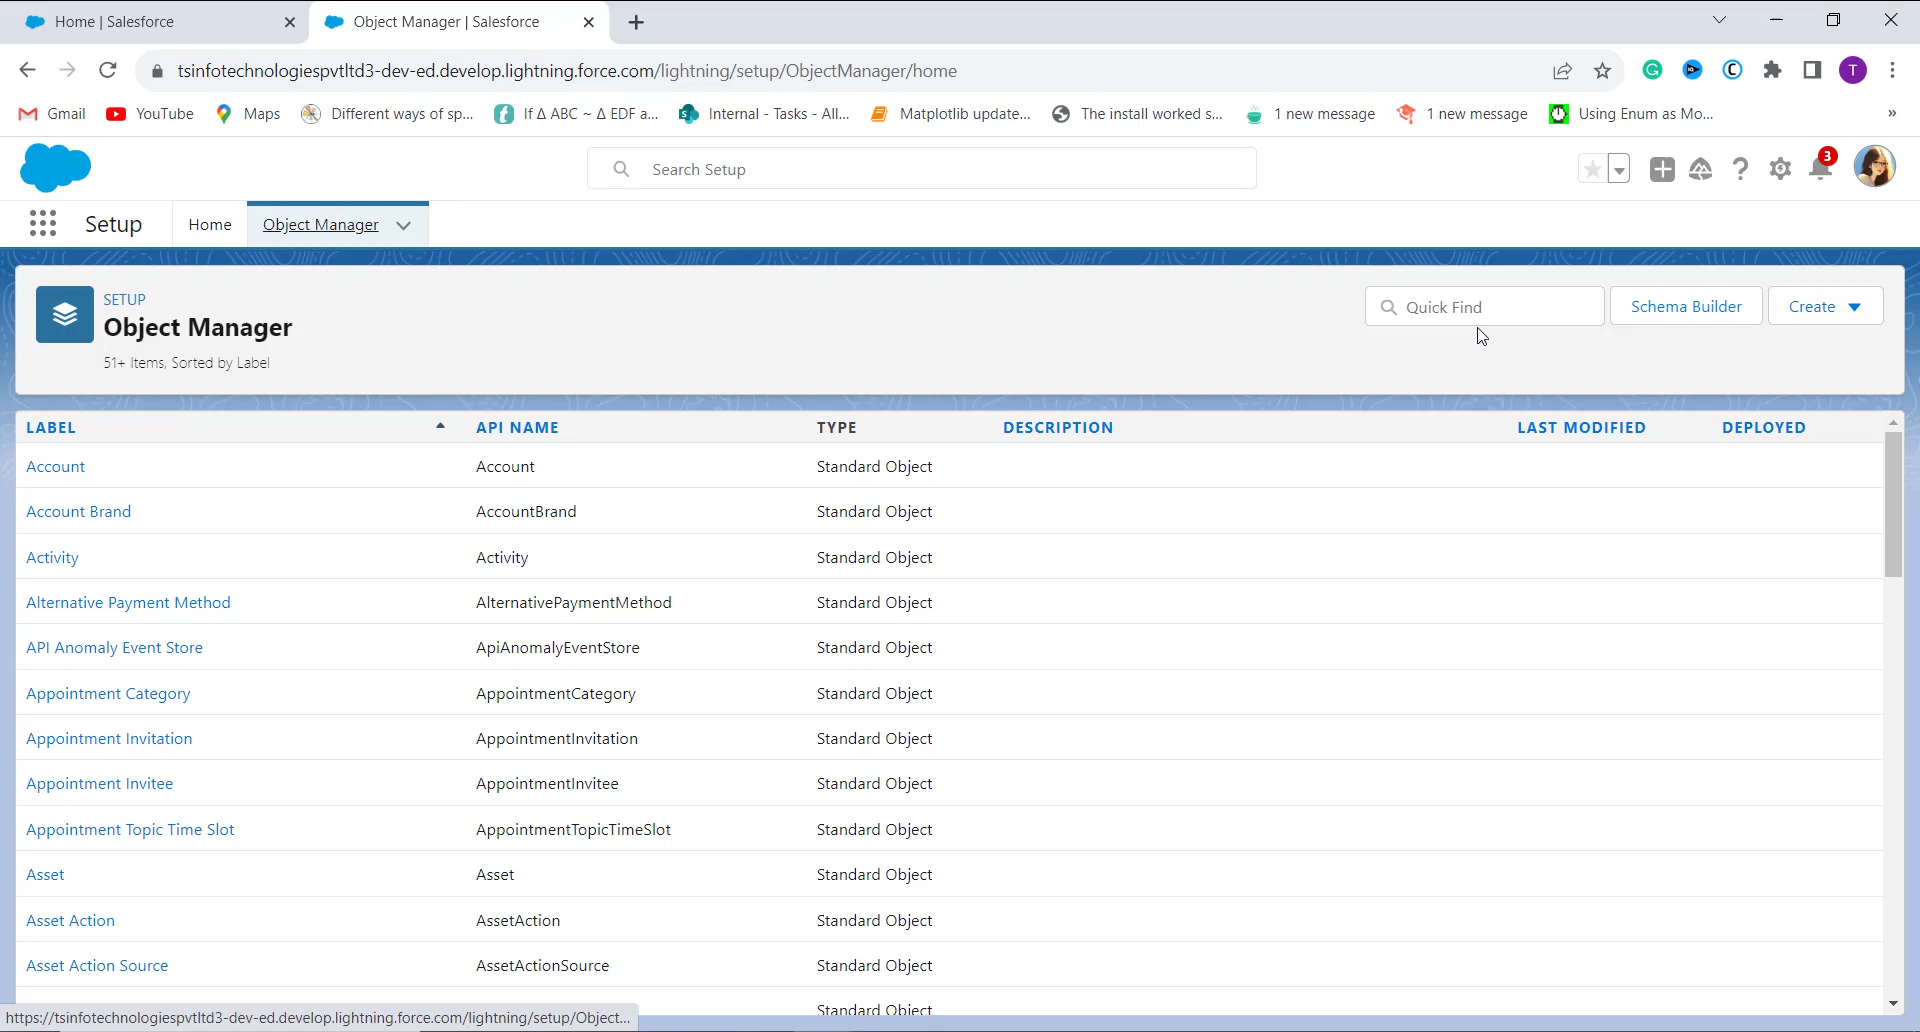 Home | Salesforce
Object Manager | Salesforce
tsinfotechnologiespvtltd3-dev-ed.develop.lightning.force.com/lightning/setup/ObjectManager/home
T
Gmail
YouTube
Maps
Different ways of sp...
If Δ ABC ~ Δ EDF a...
Internal - Tasks - All...
Matplotlib update...
The install worked s...
1 new message
1 new message
Using Enum as Mo...
»
Search Setup
3
Setup
Home
Object Manager
SETUP
Object Manager
51+ Items, Sorted by Label
Quick Find
Schema Builder
Create
LABEL API NAME TYPE DESCRIPTION LAST MODIFIED DEPLOYED
Account Account Standard Object
Account Brand AccountBrand Standard Object
Activity Activity Standard Object
Alternative Payment Method AlternativePaymentMethod Standard Object
API Anomaly Event Store ApiAnomalyEventStore Standard Object
Appointment Category AppointmentCategory Standard Object
Appointment Invitation AppointmentInvitation Standard Object
Appointment Invitee AppointmentInvitee Standard Object
Appointment Topic Time Slot AppointmentTopicTimeSlot Standard Object
Asset Asset Standard Object
Asset Action AssetAction Standard Object
Asset Action Source AssetActionSource Standard Object
Standard Object
https://tsinfotechnologiespvtltd3-dev-ed.develop.lightning.force.com/lightning/setup/Object...